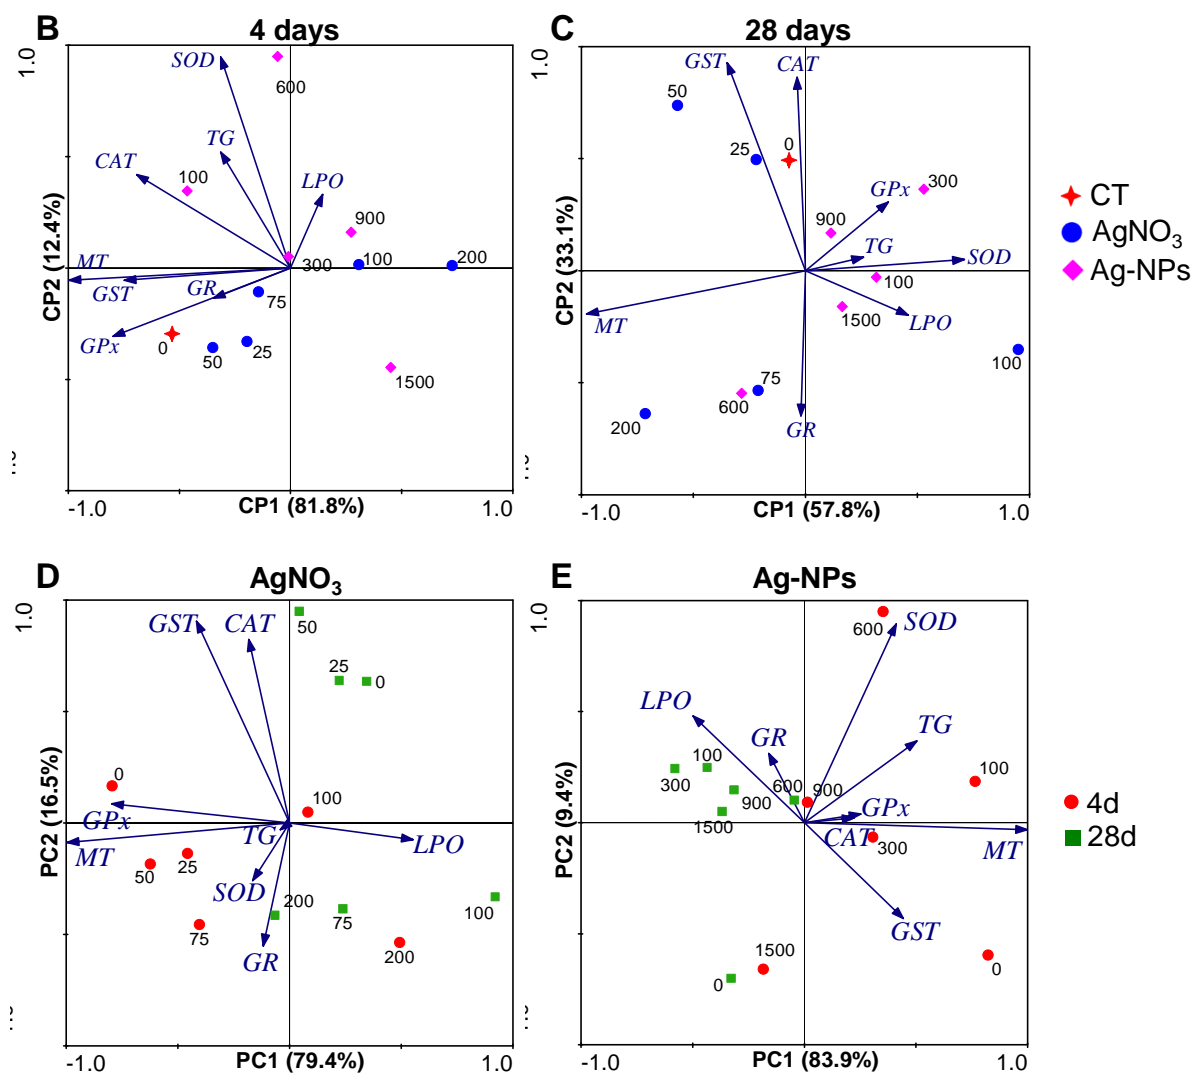 B
4 days
1.0
SOD
600
TG
CAT
100
LPO
900
MT
300
100
200
GST
GR
75
GPx
0
50
25
1500
CP2 (12.4%)
-1.0
CP1 (81.8%)
1.0
C
28 days
1.0
GST
CAT
50
25
0
GPx
300
900
TG
SOD
100
MT
1500
LPO
100
75
600
200
GR
CP2 (33.1%)
-1.0
CP1 (57.8%)
1.0
CT
AgNO3
Ag-NPs
D
AgNO3
1.0
GST
CAT
50
25
0
0
100
GPx
TG
LPO
MT
50
25
SOD
200
75
100
75
200
GR
PC2 (16.5%)
-1.0
PC1 (79.4%)
1.0
E
Ag-NPs
1.0
600
SOD
LPO
TG
GR
100
100
300
600
900
900
GPx
1500
CAT
300
MT
GST
1500
0
0
PC2 (9.4%)
-1.0
PC1 (83.9%)
1.0
4d
28d